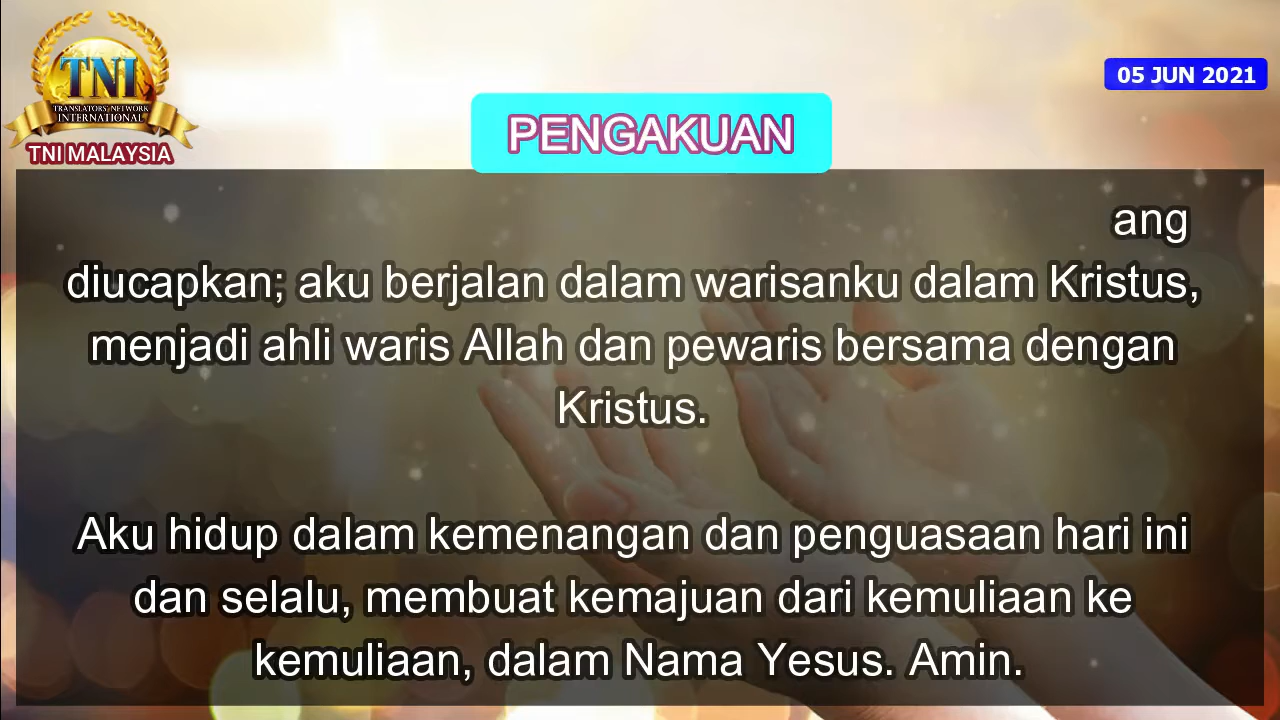 TNI
TRANSLATORS' NETWORK
INTERNATIONAL
TNI MALAYSIA
05 JUN 2021
PENGAKUAN
ang
diucapkan; aku berjalan dalam warisanku dalam Kristus,
menjadi ahli waris Allah dan pewaris bersama dengan
Kristus.
Aku hidup dalam kemenangan dan penguasaan hari ini
dan selalu, membuat kemajuan dari kemuliaan ke
kemuliaan, dalam Nama Yesus. Amin.